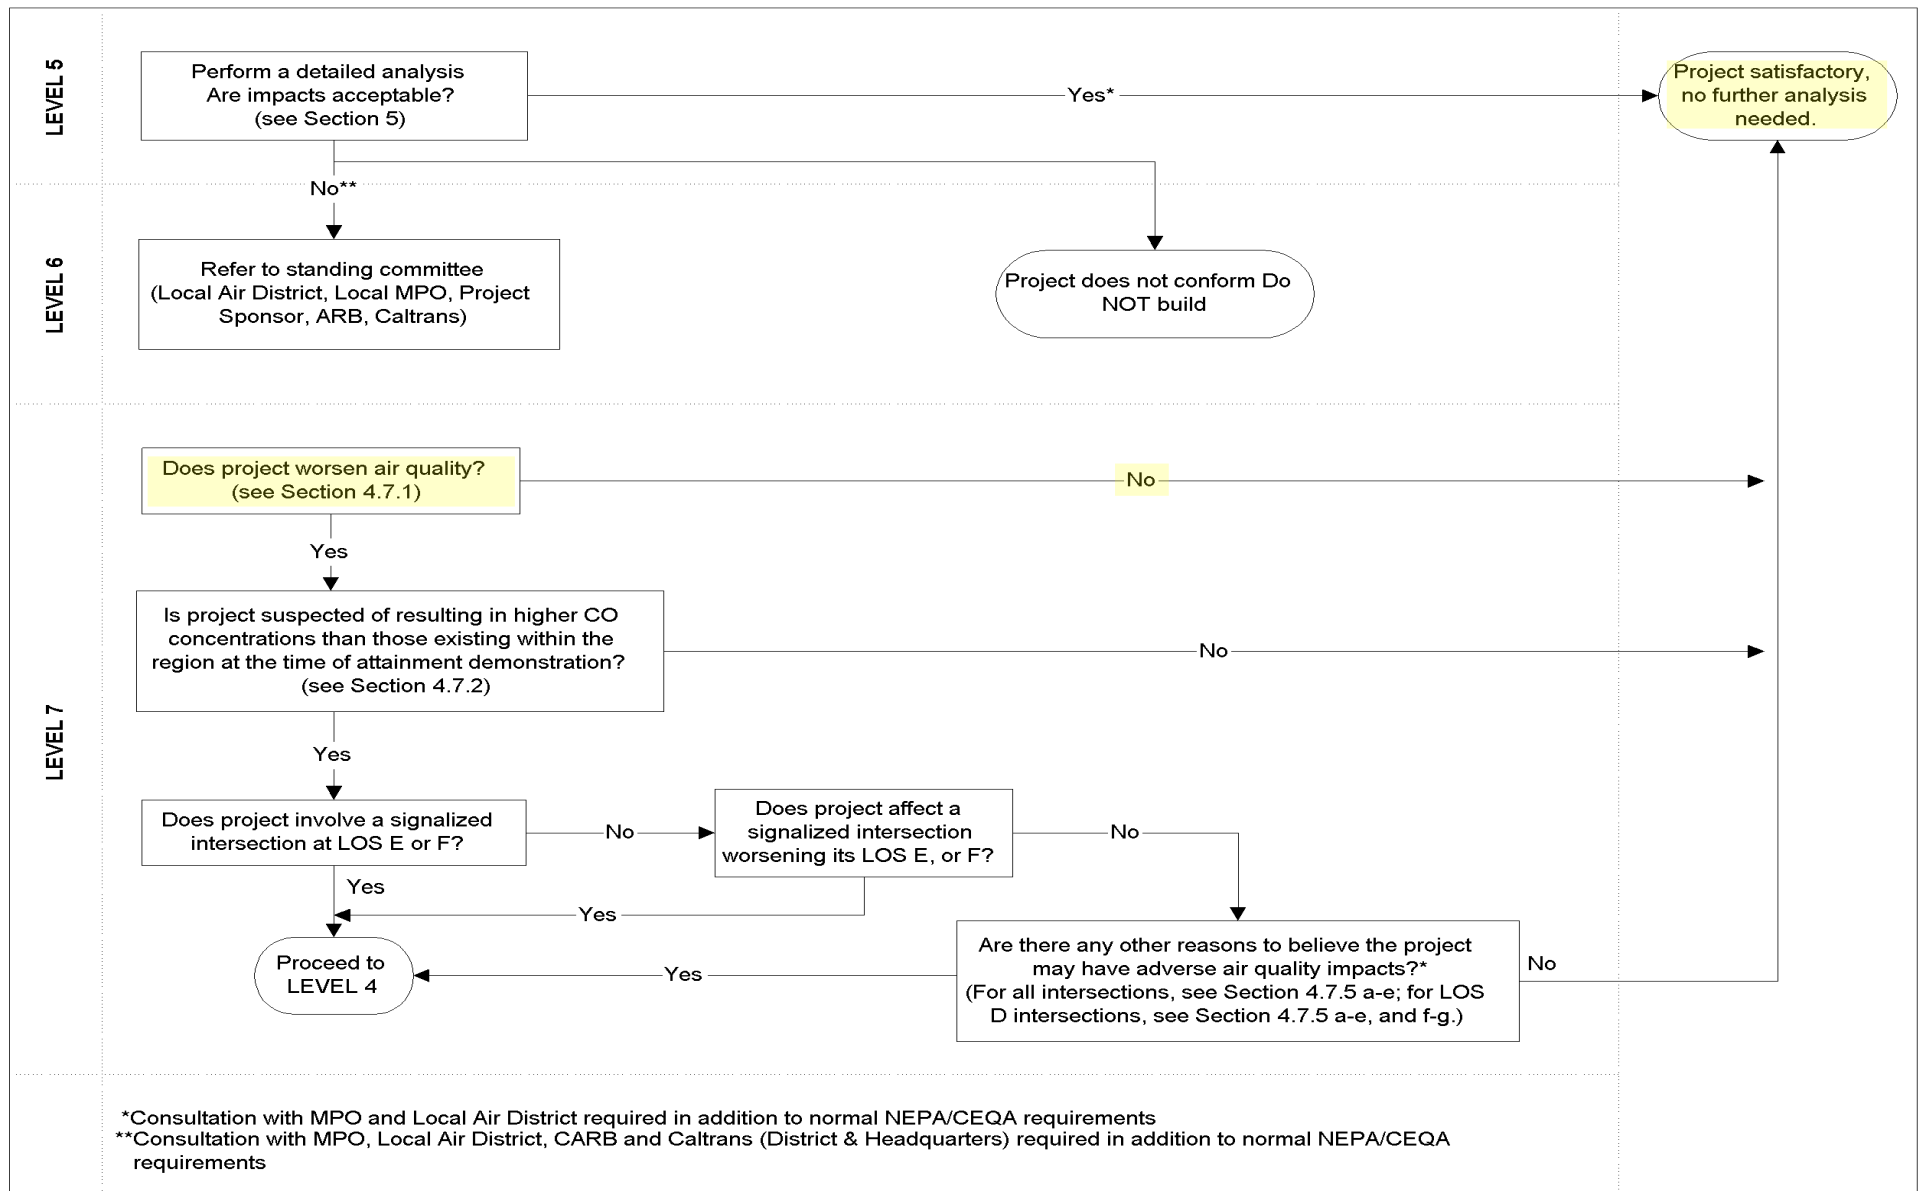 LEVEL 5
Perform a detailed analysis
Are impacts acceptable?
(see Section 5)
Yes*
Project satisfactory,
no further analysis
needed.
No**
LEVEL 6
Refer to standing committee
(Local Air District, Local MPO, Project
Sponsor, ARB, Caltrans)
Project does not conform Do
NOT build
LEVEL 7
Does project worsen air quality?
(see Section 4.7.1)
No
Yes
Is project suspected of resulting in higher CO
concentrations than those existing within the
region at the time of attainment demonstration?
(see Section 4.7.2)
No
Yes
Does project involve a signalized
intersection at LOS E or F?
No
Does project affect a
signalized intersection
worsening its LOS E, or F?
No
Yes
Yes
Proceed to
LEVEL 4
Yes
Are there any other reasons to believe the project
may have adverse air quality impacts?*
(For all intersections, see Section 4.7.5 a-e; for LOS
D intersections, see Section 4.7.5 a-e, and f-g.)
No
*Consultation with MPO and Local Air District required in addition to normal NEPA/CEQA requirements
**Consultation with MPO, Local Air District, CARB and Caltrans (District & Headquarters) required in addition to normal NEPA/CEQA
requirements